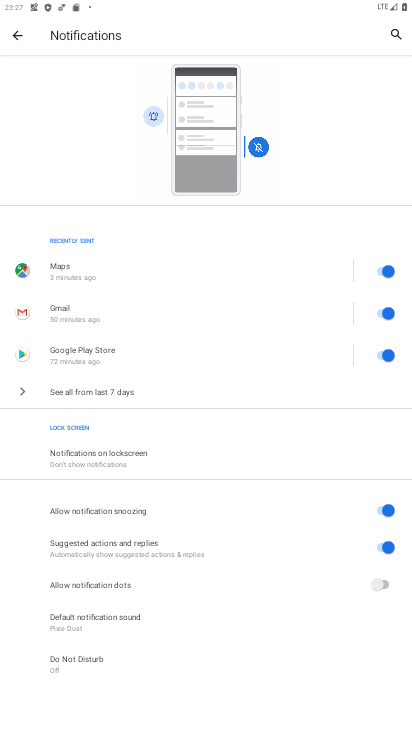 23:27
LTE
Notifications
RECENTLY SENT
Maps
3 minutes ago
Gmail
50 minutes ago
Google Play Store
72 minutes ago
See all from last 7 days
LOCK SCREEN
Notifications on lockscreen
Don't show notifications
Allow notification snoozing
Suggested actions and replies
Automatically show suggested actions & replies
Allow notification dots
Default notification sound
Pixie Dust
Do Not Disturb
Off